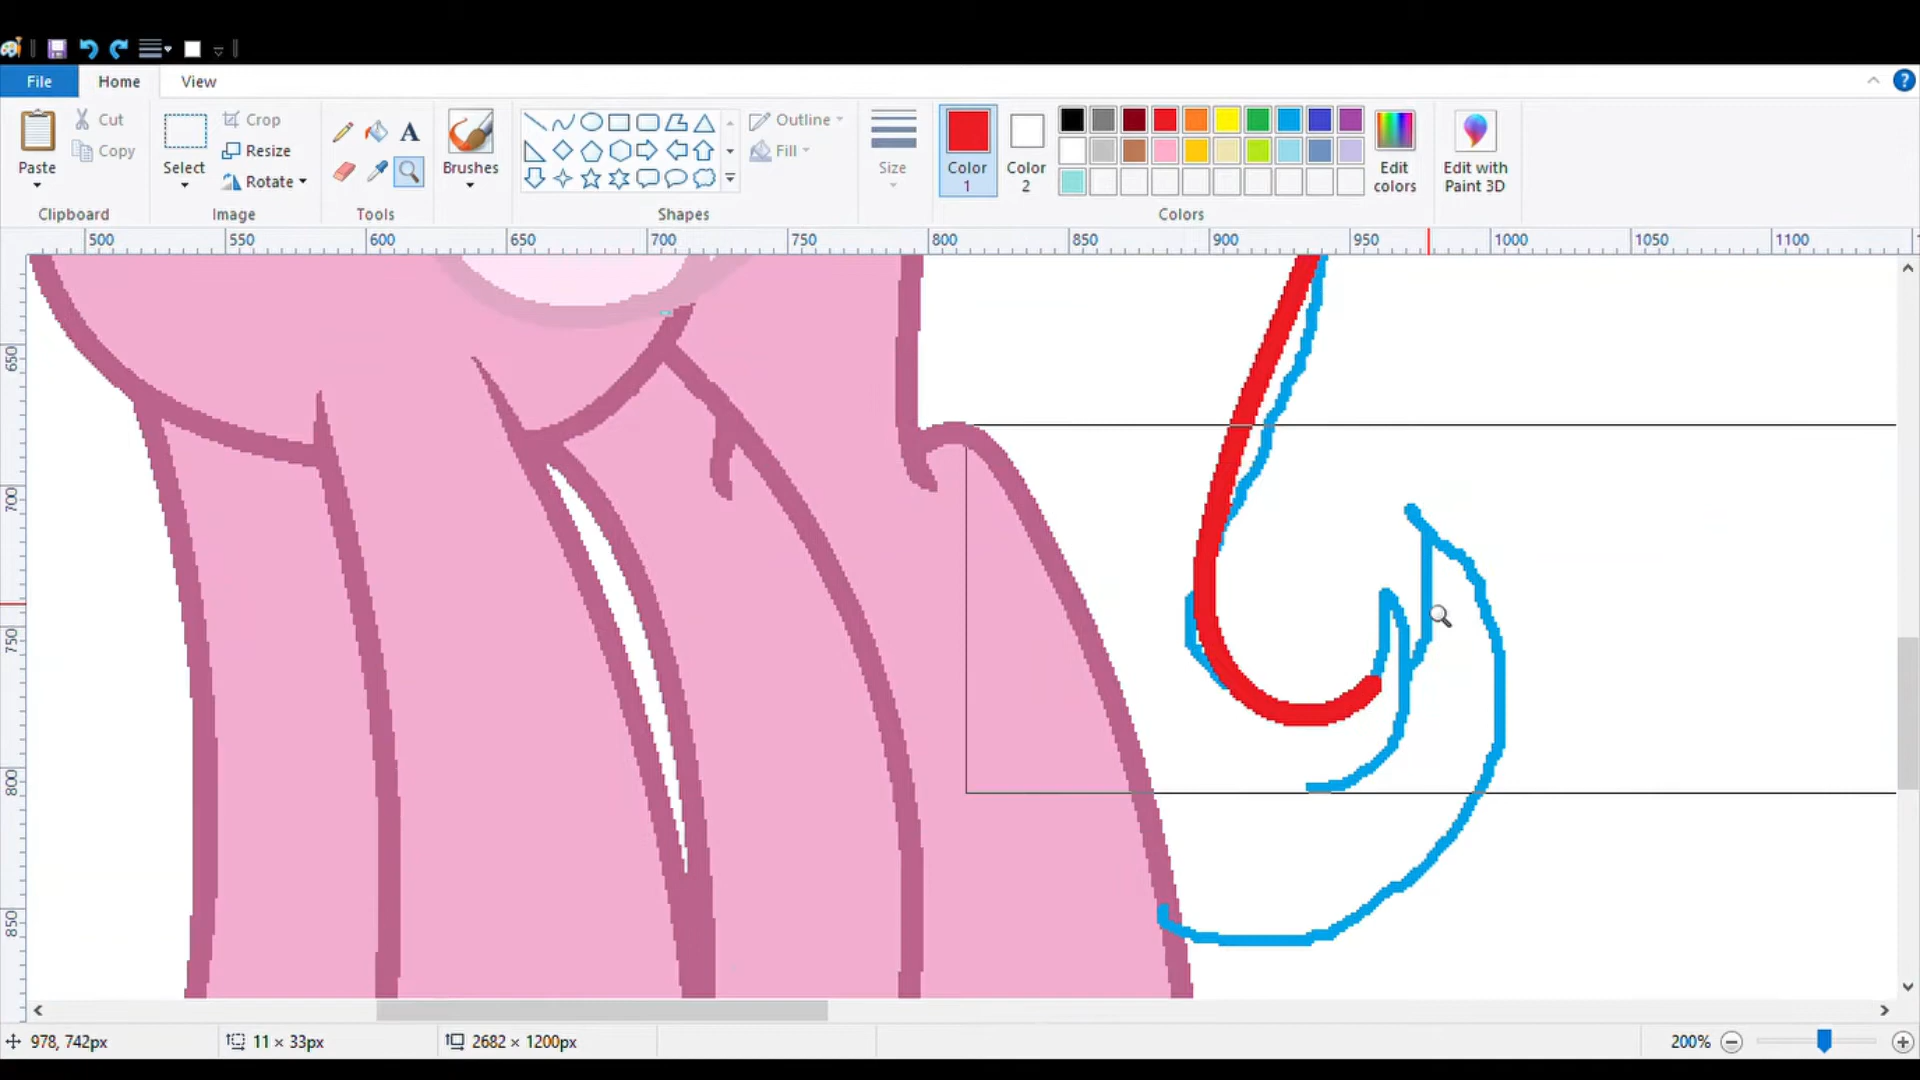 File Home View
Paste Cut Copy Clipboard
Select Crop Resize Rotate Image
A Tools
Brushes
Shapes
Outline Fill
Size
Color 1
Color 2
Edit colors
Colors
Edit with Paint 3D
?
500 550 600 650 700 750 800 850 900 950 1000 1050 1100
650
700
750
800
850
978, 742px 11 × 33px 2682 × 1200px 200%